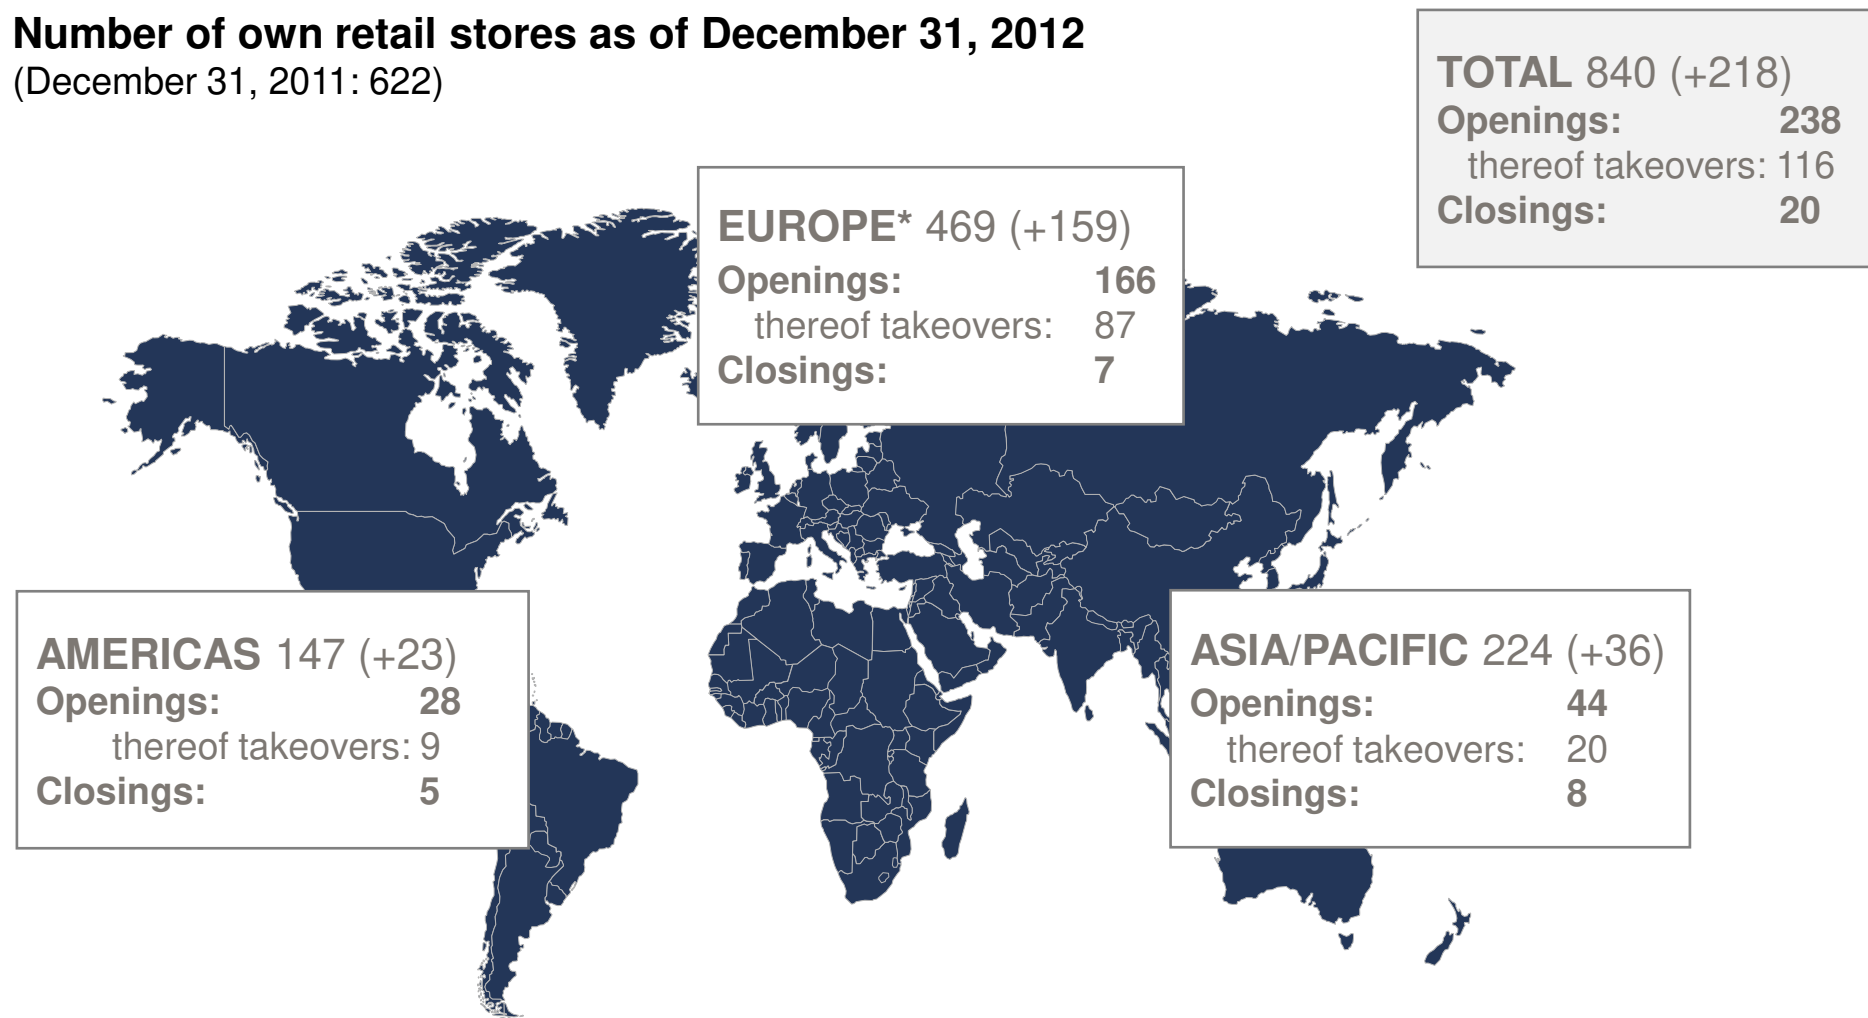 Number of own retail stores as of December 31, 2012
(December 31, 2011: 622)
TOTAL 840 (+218)
Openings: 238
thereof takeovers: 116
Closings: 20
EUROPE* 469 (+159)
Openings: 166
thereof takeovers: 87
Closings: 7
AMERICAS 147 (+23)
Openings: 28
thereof takeovers: 9
Closings: 5
ASIA/PACIFIC 224 (+36)
Openings: 44
thereof takeovers: 20
Closings: 8